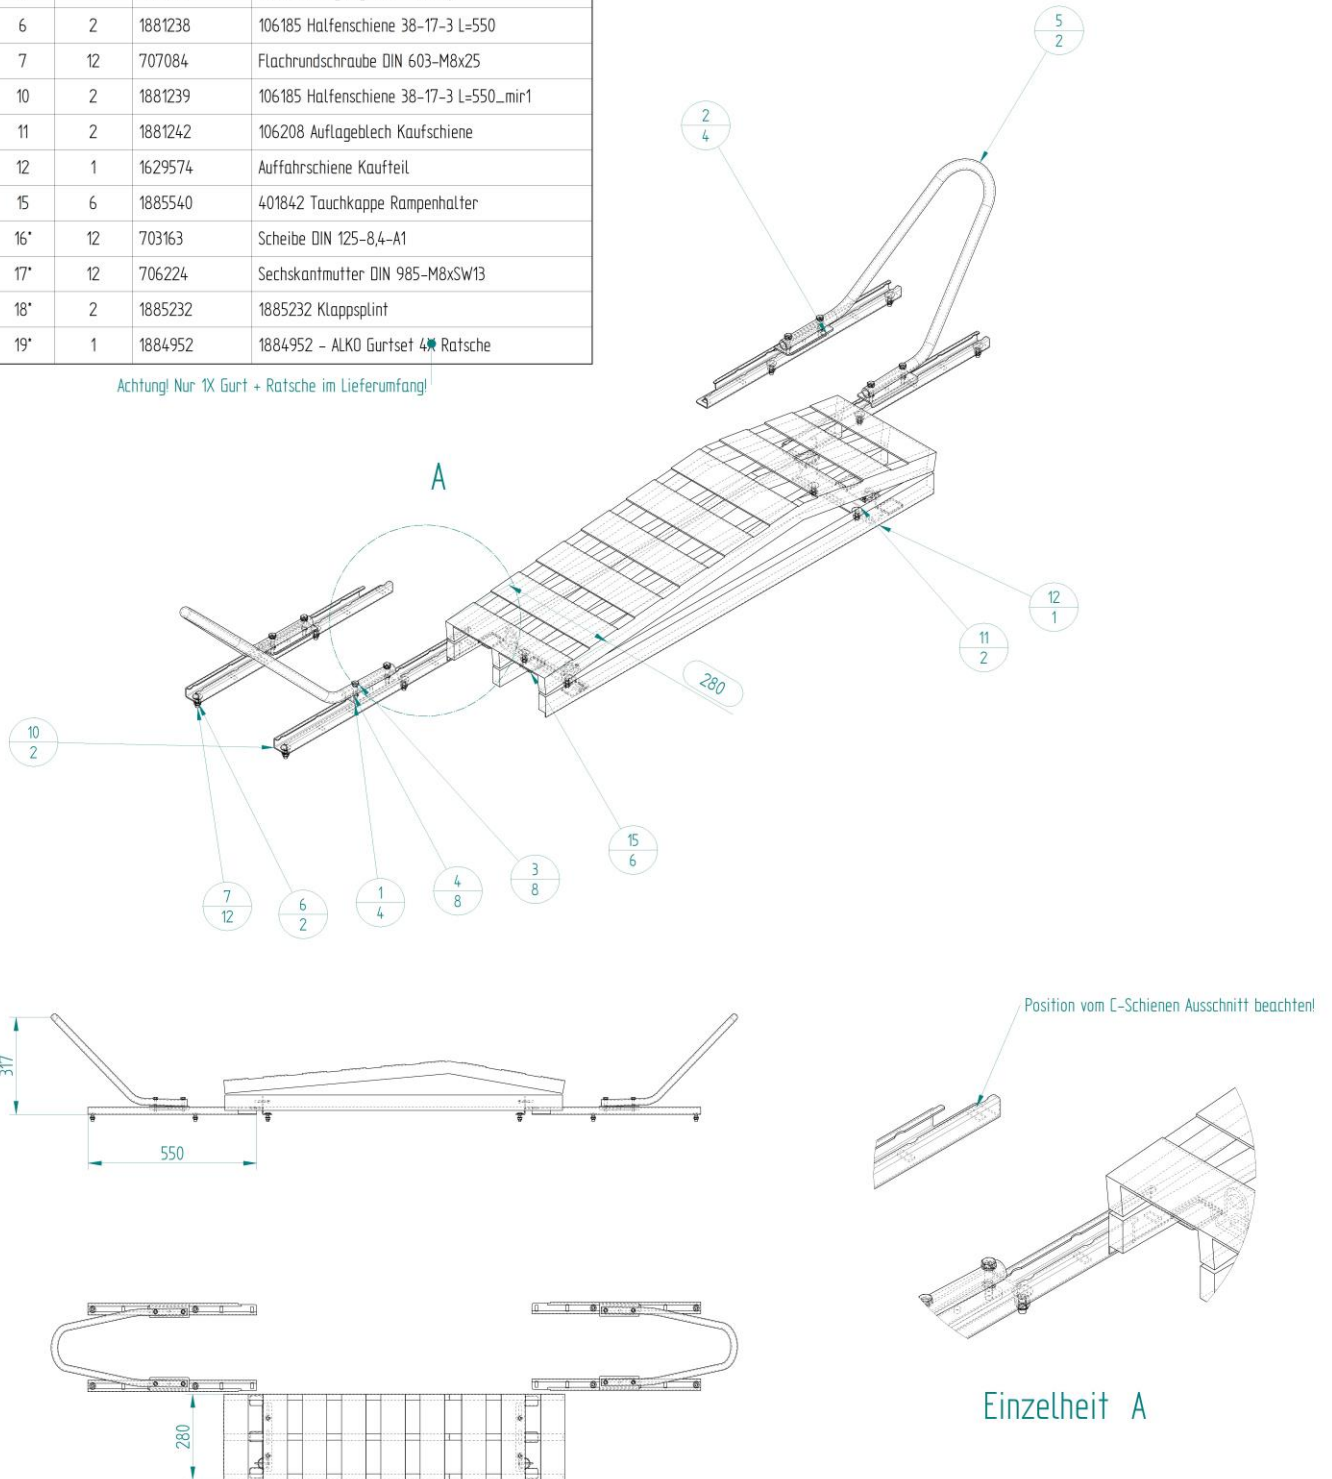 6 2 1881238 106185 Halfenschiene 38-17-3 L=550
7 12 707084 Flachrundschraube DIN 603-M8x25
10 2 1881239 106185 Halfenschiene 38-17-3 L=550_mir1
11 2 1881242 106208 Auflageblech Kaufschiene
12 1 1629574 Auffahrschiene Kaufteil
15 6 1885540 401842 Tauchkappe Rampenhalter
16* 12 703163 Scheibe DIN 125-8,4-A1
17* 12 706224 Sechskantmutter DIN 985-M8xSW13
18* 2 1885232 1885232 Klappsplint
19* 1 1884952 1884952 - ALKO Gurtset 4X Ratsche
Achtung! Nur 1X Gurt + Ratsche im Lieferumfang!
5
2
2
4
A
12
1
11
2
280
10
2
15
6
3
8
4
8
1
4
6
2
7
12
Position vom C-Schienen Ausschnitt beachten!
317
550
280
Einzelheit A